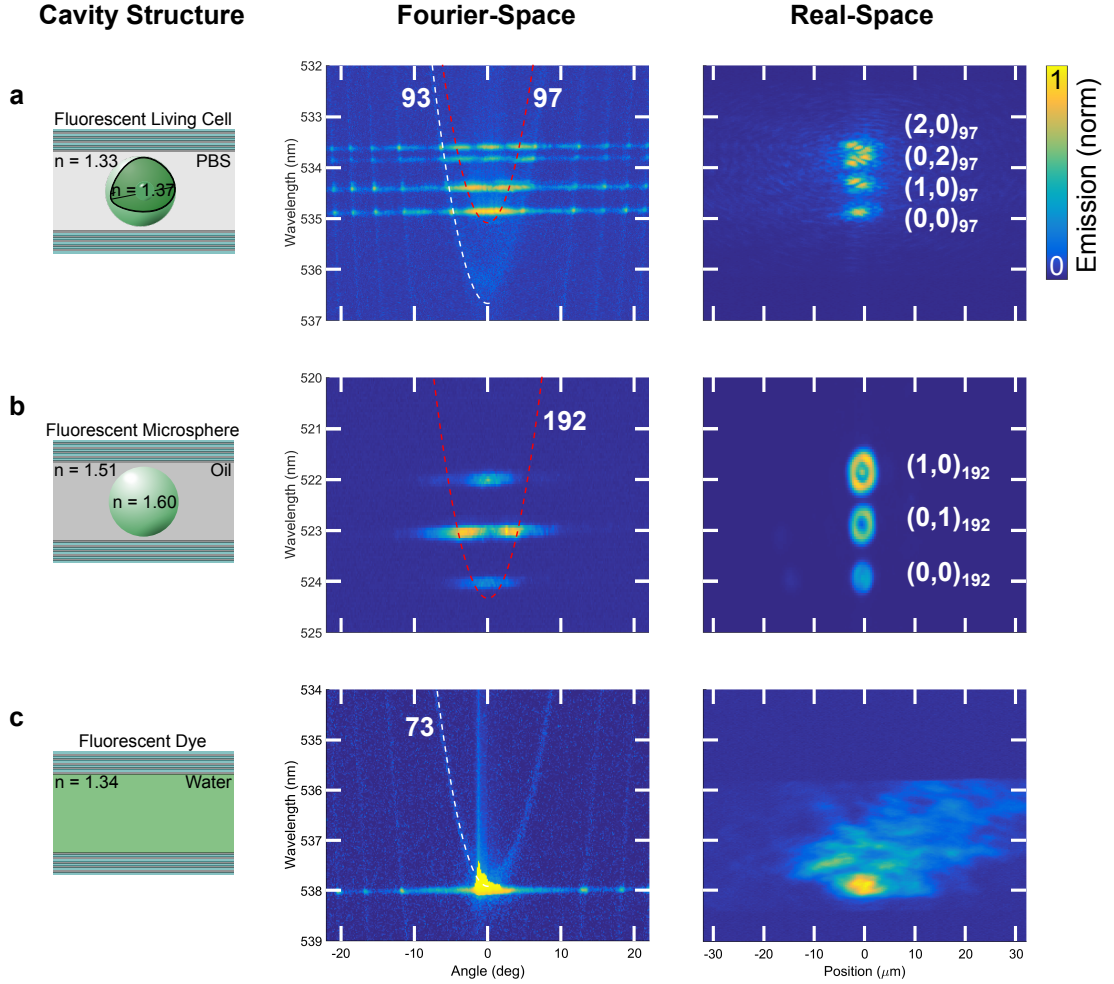 Cavity Structure
Fourier-Space
Real-Space
a
Fluorescent Living Cell
n = 1.33
PBS
n = 1.37
Wavelength (nm)
532
533
534
535
536
537
93
97
-20
-10
0
10
20
(2,0)97
(0,2)97
(1,0)97
(0,0)97
1
0
Emission (norm)
b
Fluorescent Microsphere
n = 1.51
Oil
n = 1.60
Wavelength (nm)
520
521
522
523
524
525
192
(1,0)192
(0,1)192
(0,0)192
c
Fluorescent Dye
n = 1.34
Water
Wavelength (nm)
534
535
536
537
538
539
73
-20
-10
0
10
20
Angle (deg)
-30
-20
-10
0
10
20
30
Position (μm)